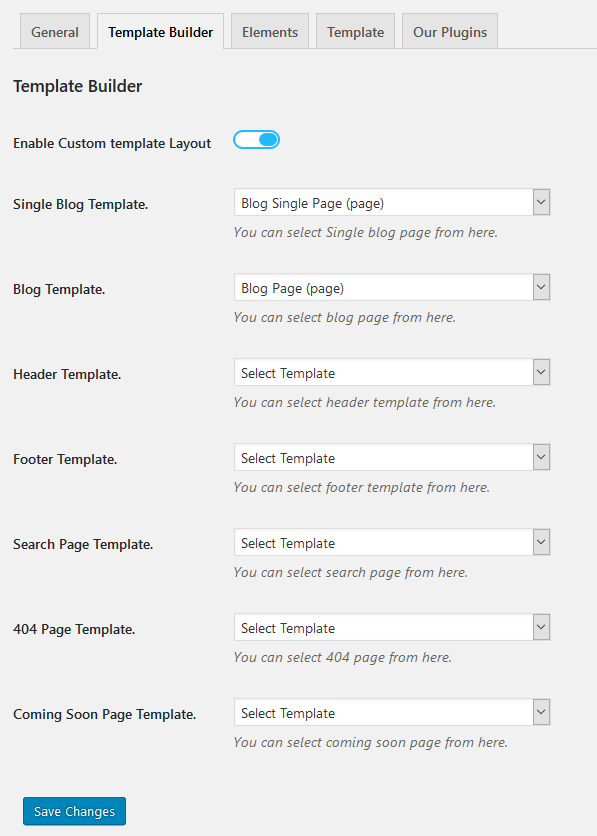 General Template Builder Elements Template Our Plugins
Template Builder
Enable Custom template Layout
Single Blog Template. Blog Single Page (page)
You can select Single blog page from here.
Blog Template. Blog Page (page)
You can select blog page from here.
Header Template. Select Template
You can select header template from here.
Footer Template. Select Template
You can select footer template from here.
Search Page Template. Select Template
You can select search page from here.
404 Page Template. Select Template
You can select 404 page from here.
Coming Soon Page Template. Select Template
You can select coming soon page from here.
Save Changes